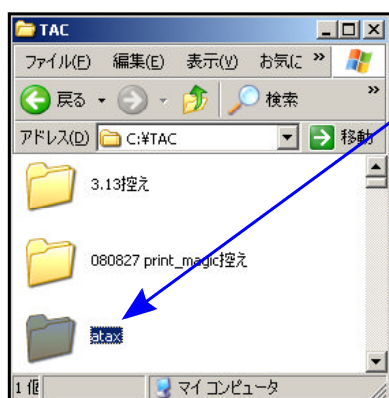 TAC
ファイル(F) 編集(E) 表示(V) お気に »
戻る 検索 »
アドレス(D) C:¥TAC 移動
3.13控え
080827 print_magic控え
atax
1 個 マイ コンピュータ